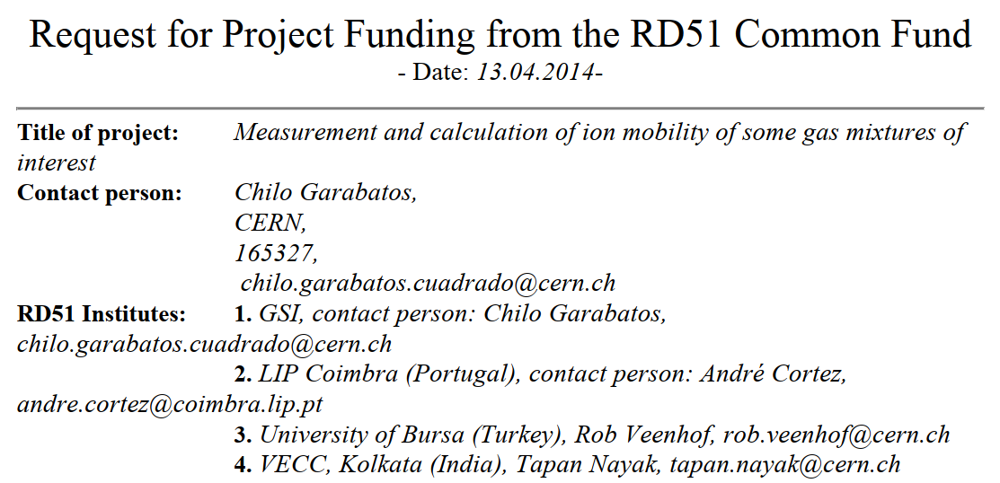 Request for Project Funding from the RD51 Common Fund
- Date: 13.04.2014-
Title of project: Measurement and calculation of ion mobility of some gas mixtures of
interest
Contact person: Chilo Garabatos,
CERN,
165327,
chilo.garabatos.cuadrado@cern.ch
RD51 Institutes: 1. GSI, contact person: Chilo Garabatos,
chilo.garabatos.cuadrado@cern.ch
2. LIP Coimbra (Portugal), contact person: André Cortez,
andre.cortez@coimbra.lip.pt
3. University of Bursa (Turkey), Rob Veenhof, rob.veenhof@cern.ch
4. VECC, Kolkata (India), Tapan Nayak, tapan.nayak@cern.ch